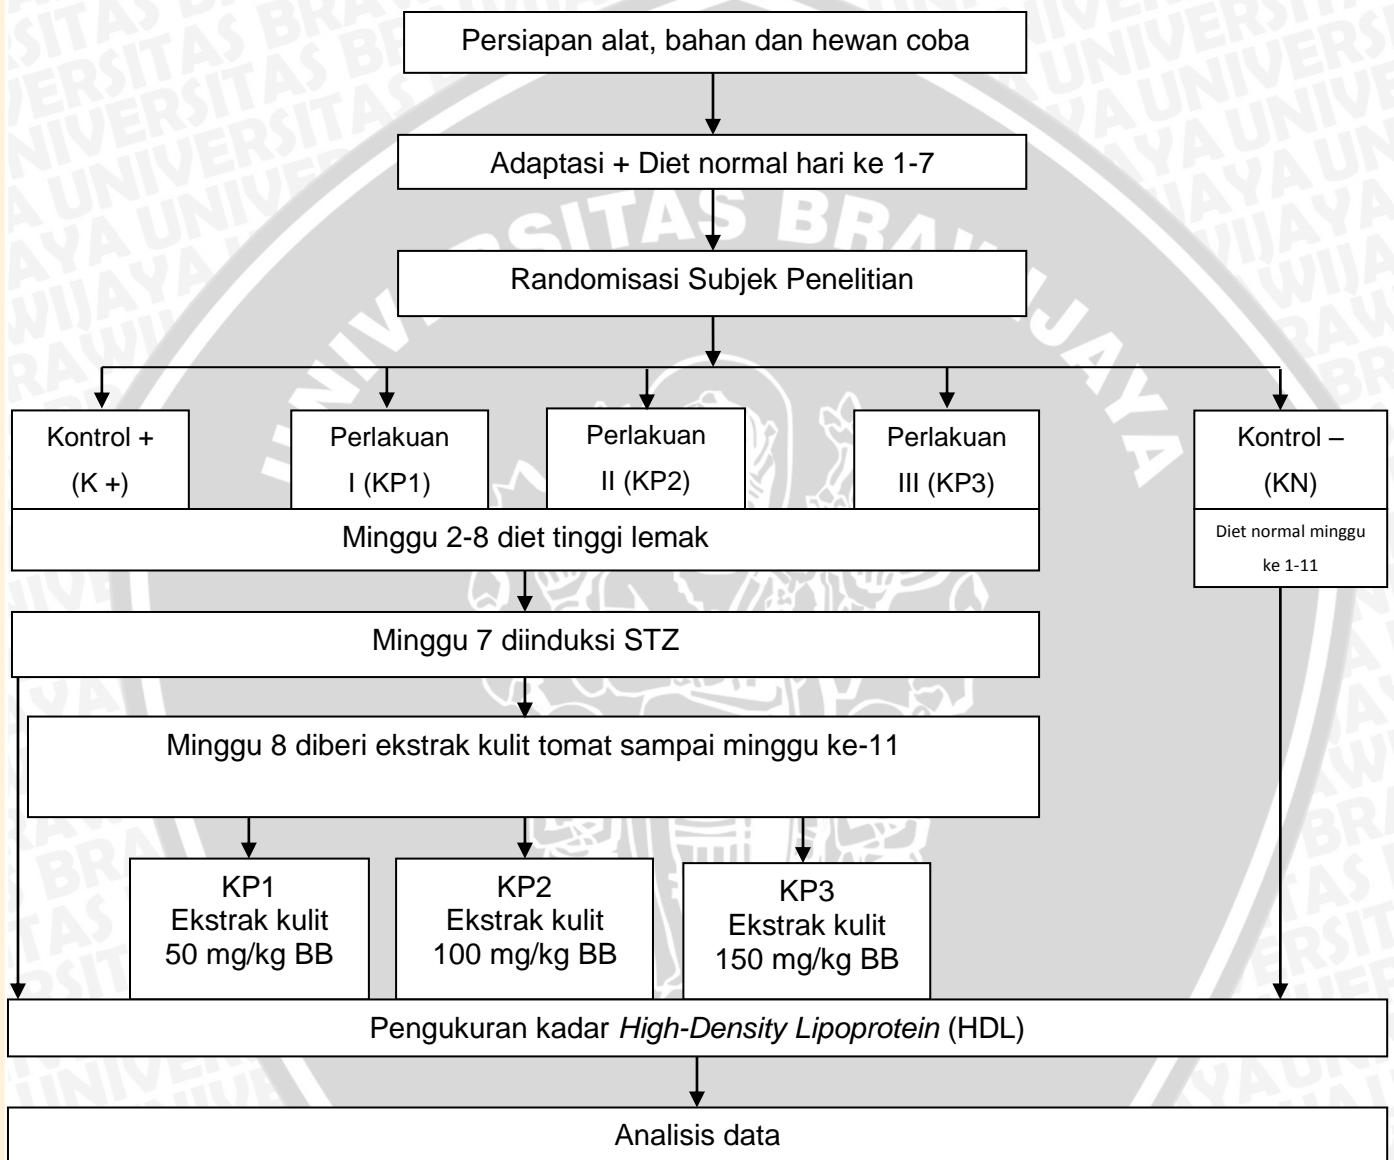 Persiapan alat, bahan dan hewan coba
Adaptasi + Diet normal hari ke 1-7
UNIVERSITAS BRAWIJAYA
Randomisasi Subjek Penelitian
Kontrol +
(K +)
Perlakuan
I (KP1)
Perlakuan
II (KP2)
Perlakuan
III (KP3)
Kontrol –
(KN)
Minggu 2-8 diet tinggi lemak
Diet normal minggu
ke 1-11
Minggu 7 diinduksi STZ
Minggu 8 diberi ekstrak kulit tomat sampai minggu ke-11
KP1
Ekstrak kulit
50 mg/kg BB
KP2
Ekstrak kulit
100 mg/kg BB
KP3
Ekstrak kulit
150 mg/kg BB
Pengukuran kadar High-Density Lipoprotein (HDL)
Analisis data